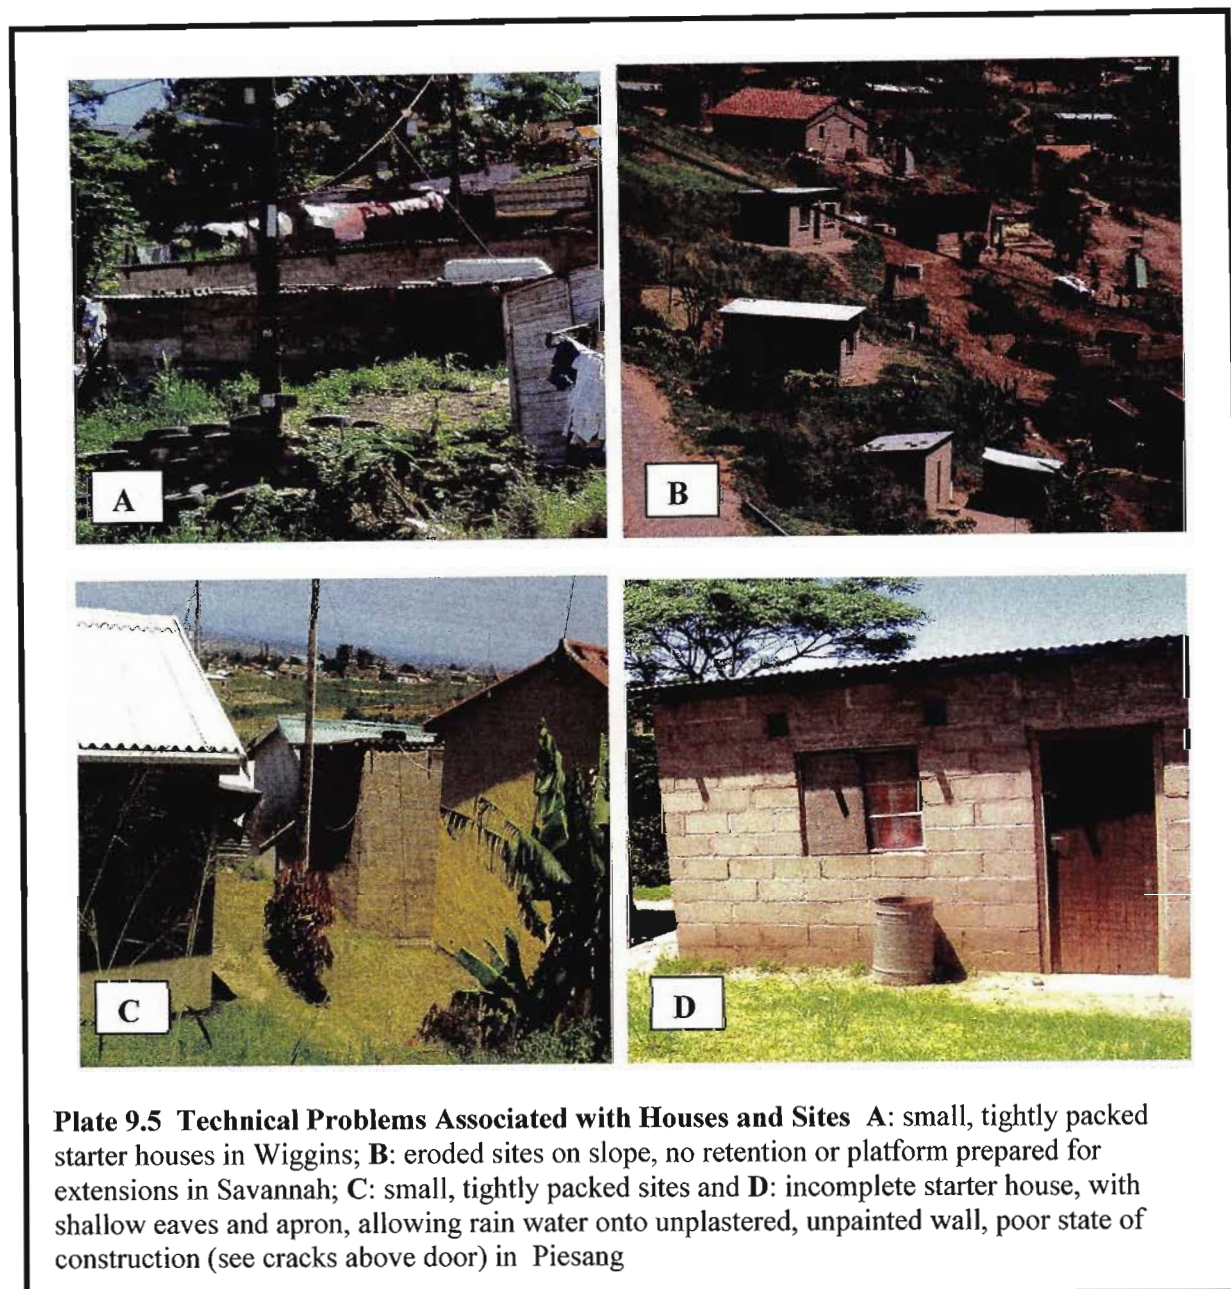 A
B
C
D
Plate 9.5 Technical Problems Associated with Houses and Sites A: small, tightly packed
starter houses in Wiggins; B: eroded sites on slope, no retention or platform prepared for
extensions in Savannah; C: small, tightly packed sites and D: incomplete starter house, with
shallow eaves and apron, allowing rain water onto unplastered, unpainted wall, poor state of
construction (see cracks above door) in Piesang